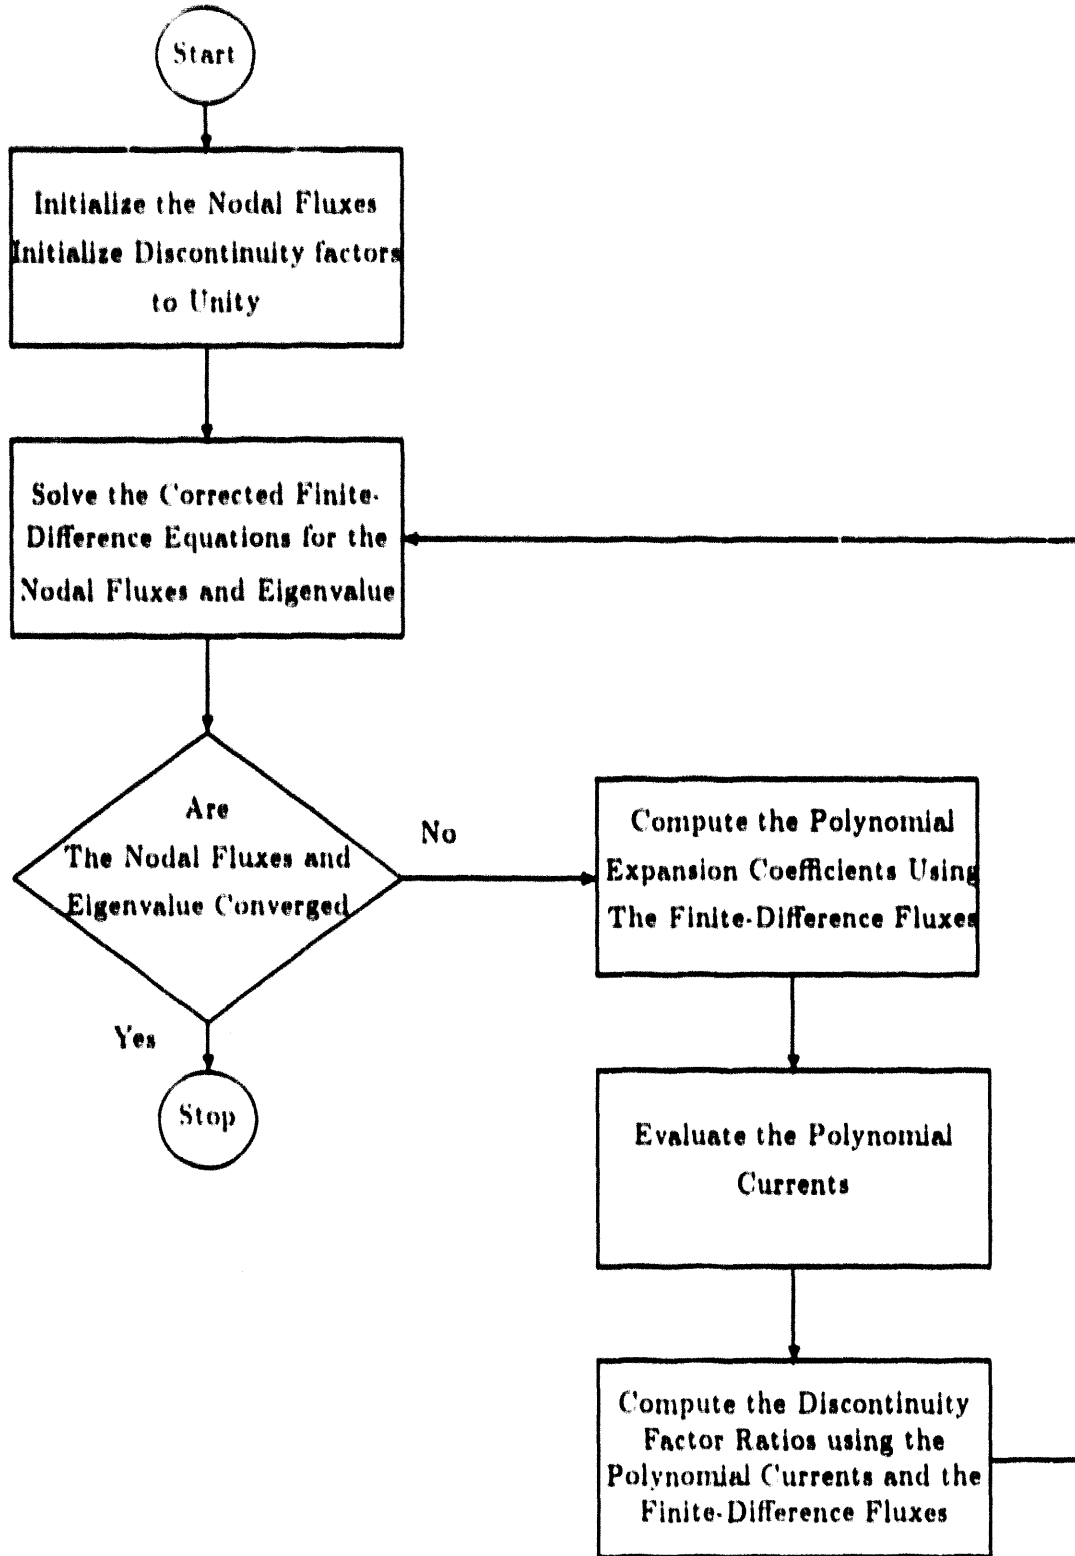 Start
Initialize the Nodal Fluxes
Initialize Discontinuity factors
to Unity
Solve the Corrected Finite-
Difference Equations for the
Nodal Fluxes and Eigenvalue
Are
The Nodal Fluxes and
Eigenvalue Converged
No
Yes
Stop
Compute the Polynomial
Expansion Coefficients Using
The Finite-Difference Fluxes
Evaluate the Polynomial
Currents
Compute the Discontinuity
Factor Ratios using the
Polynomial Currents and the
Finite-Difference Fluxes